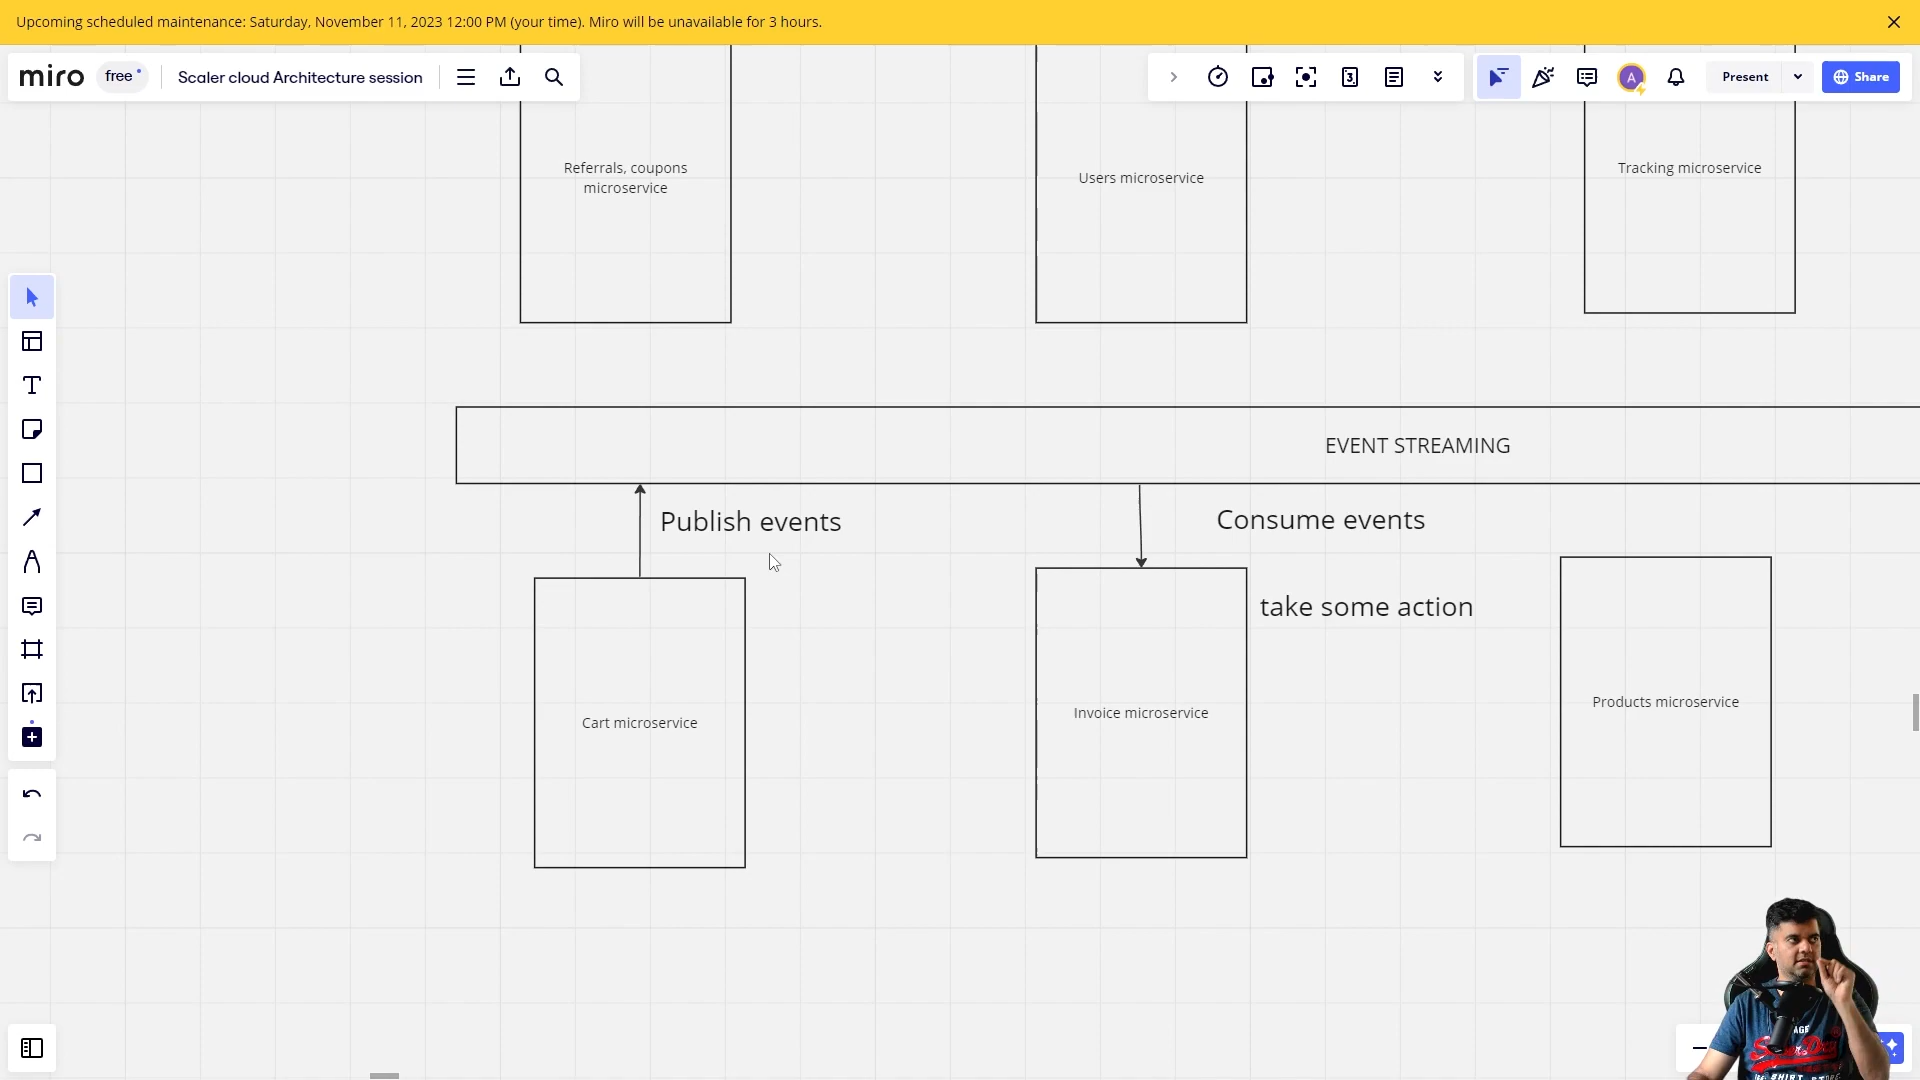 Upcoming scheduled maintenance: Saturday, November 11, 2023 12:00 PM (your time). Miro will be unavailable for 3 hours.
miro free Scaler cloud Architecture session
3
A
Present
Share
Referrals, coupons
microservice
Users microservice
Tracking microservice
EVENT STREAMING
Publish events
Consume events
take some action
Cart microservice
Invoice microservice
Products microservice